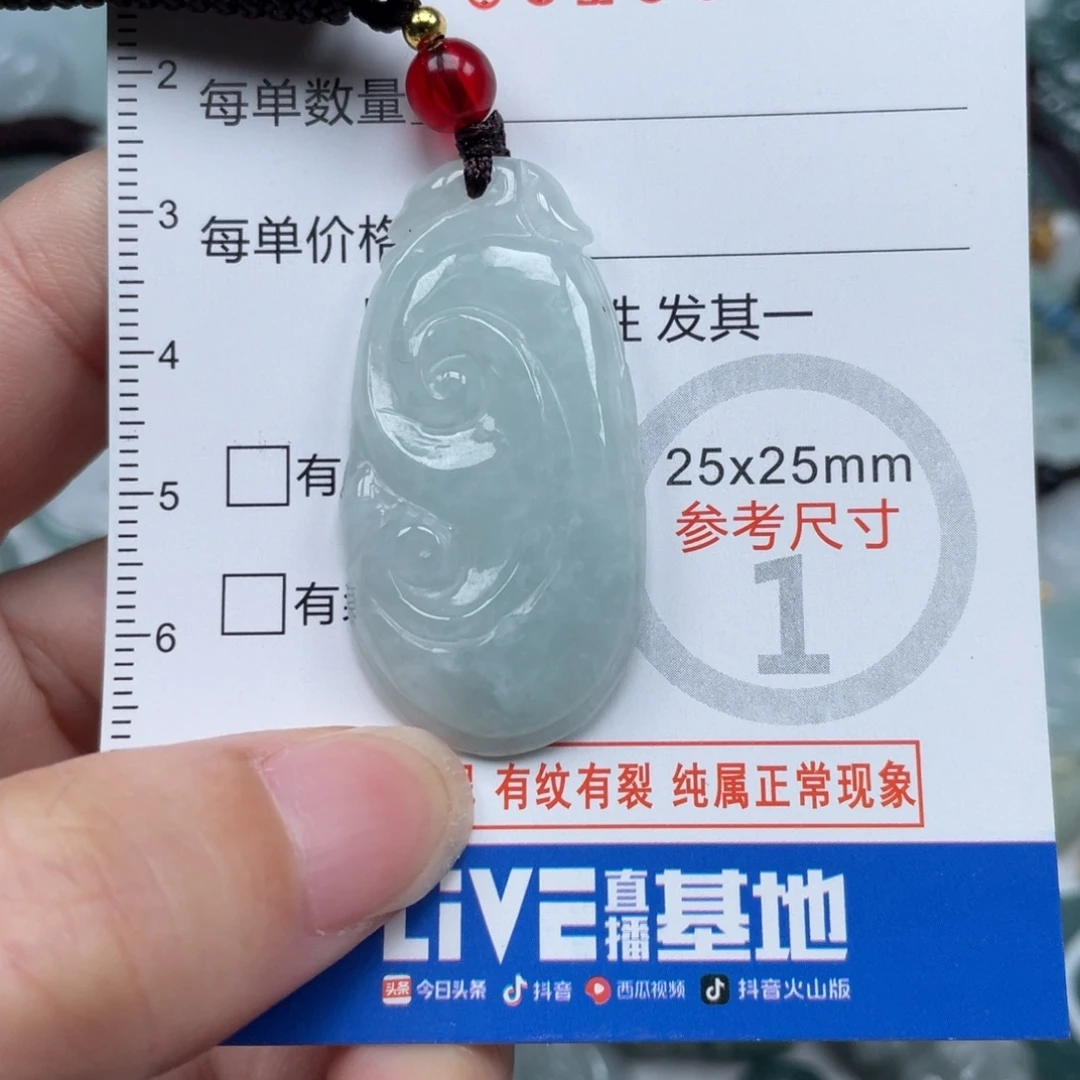 2
每单数量
3
每单价格
性 发其一
4
25x25mm
有
参考尺寸
5
1
有
6
有纹有裂 纯属正常现象
LiVE直播基地
头条 今日头条 抖音 西瓜视频 抖音火山版